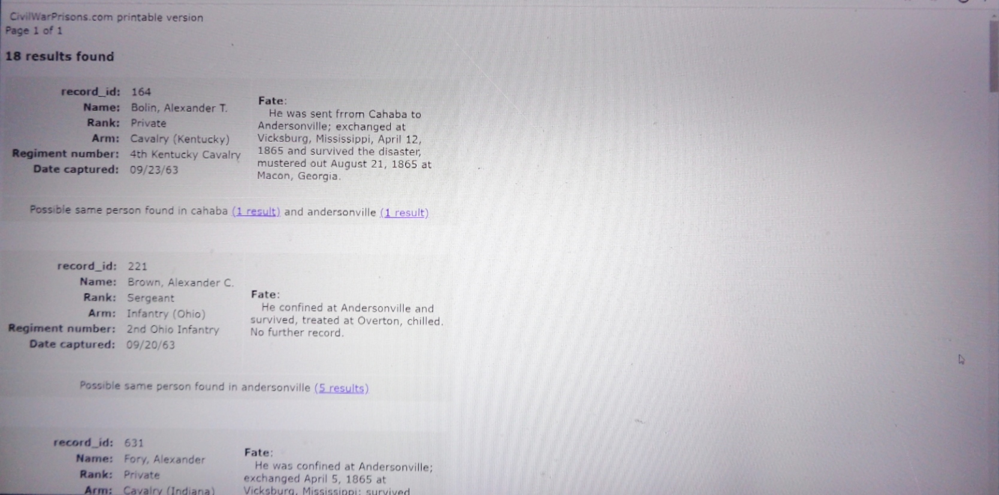 CivilWarPrisons.com printable version
Page 1 of 1
18 results found
record_id: 164
Name: Bolin, Alexander T.
Rank: Private
Arm: Cavalry (Kentucky)
Regiment number: 4th Kentucky Cavalry
Date captured: 09/23/63
Fate:
He was sent frrom Cahaba to
Andersonville; exchanged at
Vicksburg, Mississippi, April 12,
1865 and survived the disaster,
mustered out August 21, 1865 at
Macon, Georgia.
Possible same person found in cahaba (1 result) and andersonville (1 result)
record_id: 221
Name: Brown, Alexander C.
Rank: Sergeant
Arm: Infantry (Ohio)
Regiment number: 2nd Ohio Infantry
Date captured: 09/20/63
Fate:
He confined at Andersonville and
survived, treated at Overton, chilled.
No further record.
Possible same person found in andersonville (5 results)
record_id: 631
Name: Fory, Alexander
Rank: Private
Arm: Cavalry (Indiana)
Fate:
He was confined at Andersonville;
exchanged April 5, 1865 at
Vicksburg, Mississippi; survived